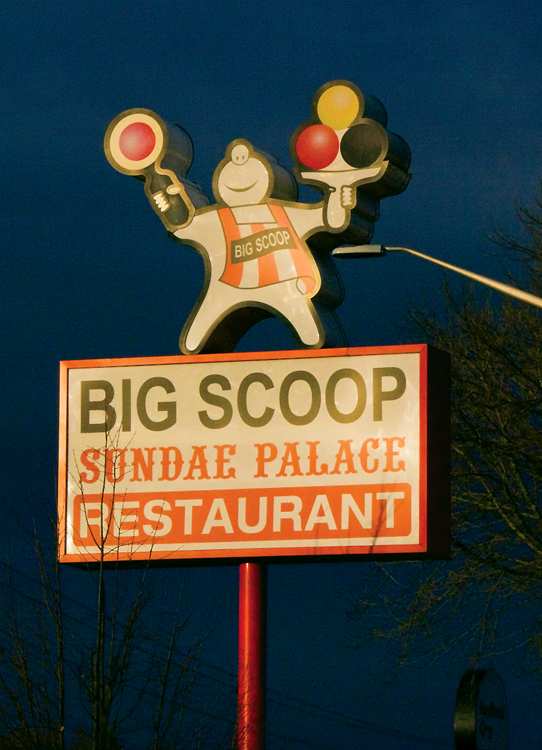 BIG SCOOP
BIG SCOOP
SUNDAE PALACE
RESTAURANT